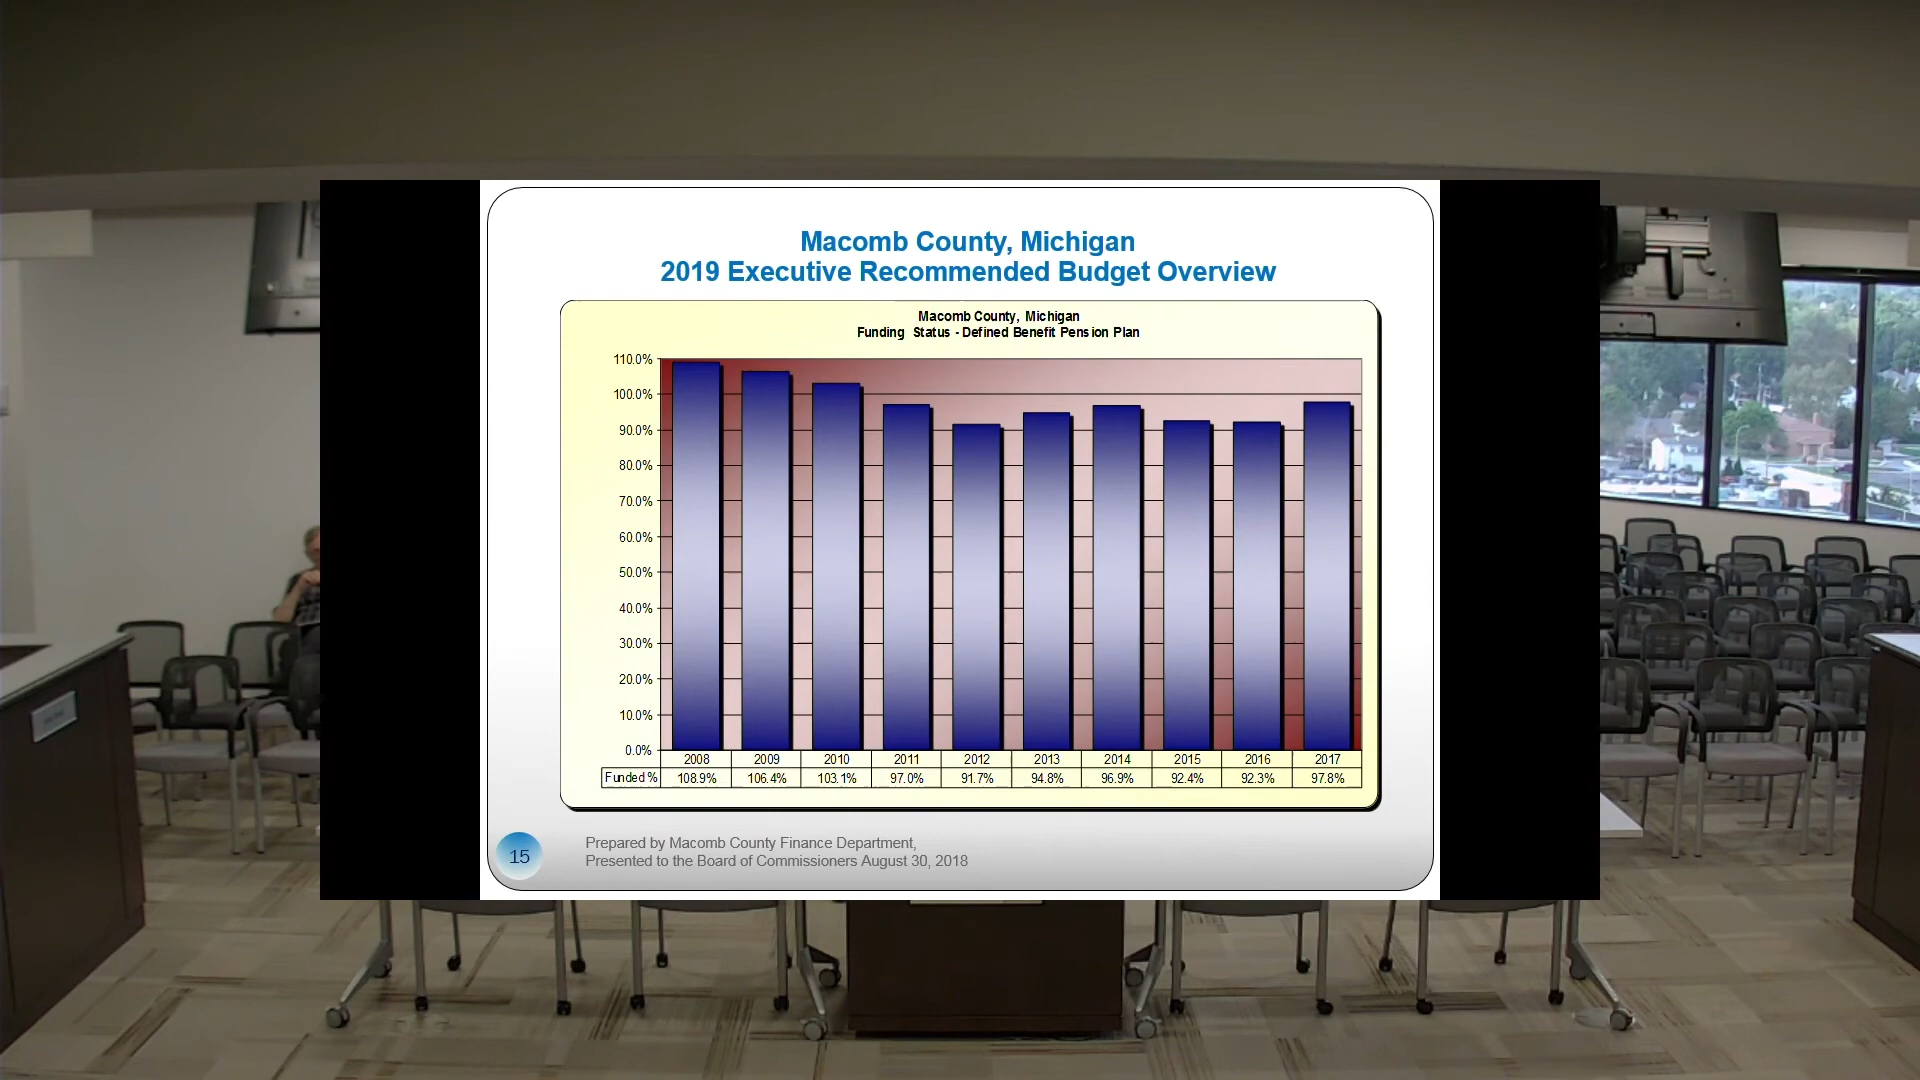 Macomb County, Michigan
2019 Executive Recommended Budget Overview
Macomb County, Michigan
Funding Status - Defined Benefit Pension Plan
110.0%
100.0%
90.0%
80.0%
70.0%
60.0%
50.0%
40.0%
30.0%
20.0%
10.0%
0.0%
2008 2009 2010 2011 2012 2013 2014 2015 2016 2017
Funded % 108.9% 106.4% 103.1% 97.0% 91.7% 94.8% 96.9% 92.4% 92.3% 97.8%
15
Prepared by Macomb County Finance Department,
Presented to the Board of Commissioners August 30, 2018